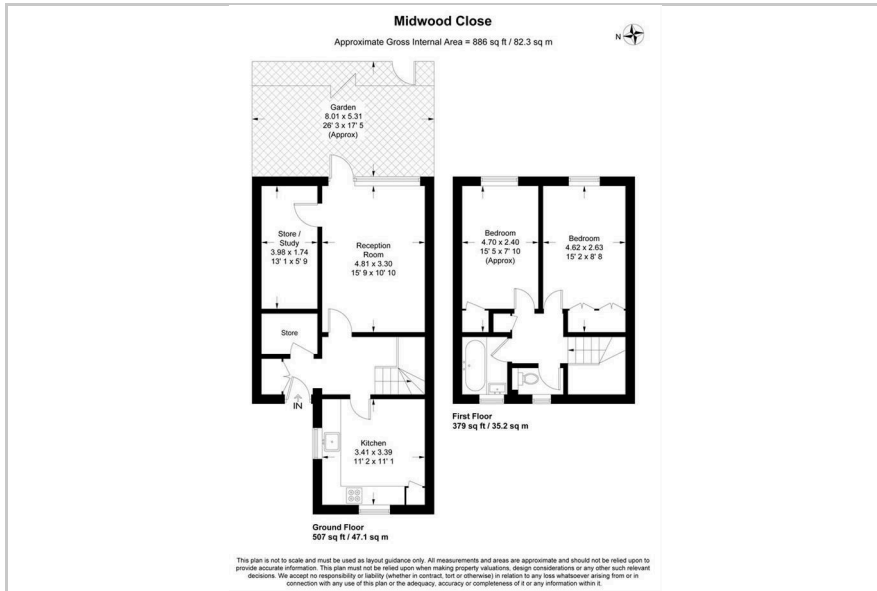 Midwood Close
Approximate Gross Internal Area = 886 sq ft / 82.3 sq m
N
Garden
8.01 x 5.31
26' 3 x 17' 5
(Approx)
Store /
Study
3.98 x 1.74
13' 1 x 5' 9
Reception
Room
4.81 x 3.30
15' 9 x 10' 10
Bedroom
4.70 x 2.40
15' 5 x 7' 10
(Approx)
Bedroom
4.62 x 2.63
15' 2 x 8' 8
Store
IN
Kitchen
3.41 x 3.39
11' 2 x 11' 1
First Floor
379 sq ft / 35.2 sq m
Ground Floor
507 sq ft / 47.1 sq m
This plan is not to scale and must be used as layout guidance only. All measurements and areas are approximate and should not be relied upon to
provide accurate information. This plan must not be relied upon when making property valuations, design considerations or any other such relevant
decisions. We accept no responsibility or liability (whether in contract, tort or otherwise) in relation to any loss whatsoever arising from or in
connection with any use of this plan or the adequacy, accuracy or completeness of it or any information within it.